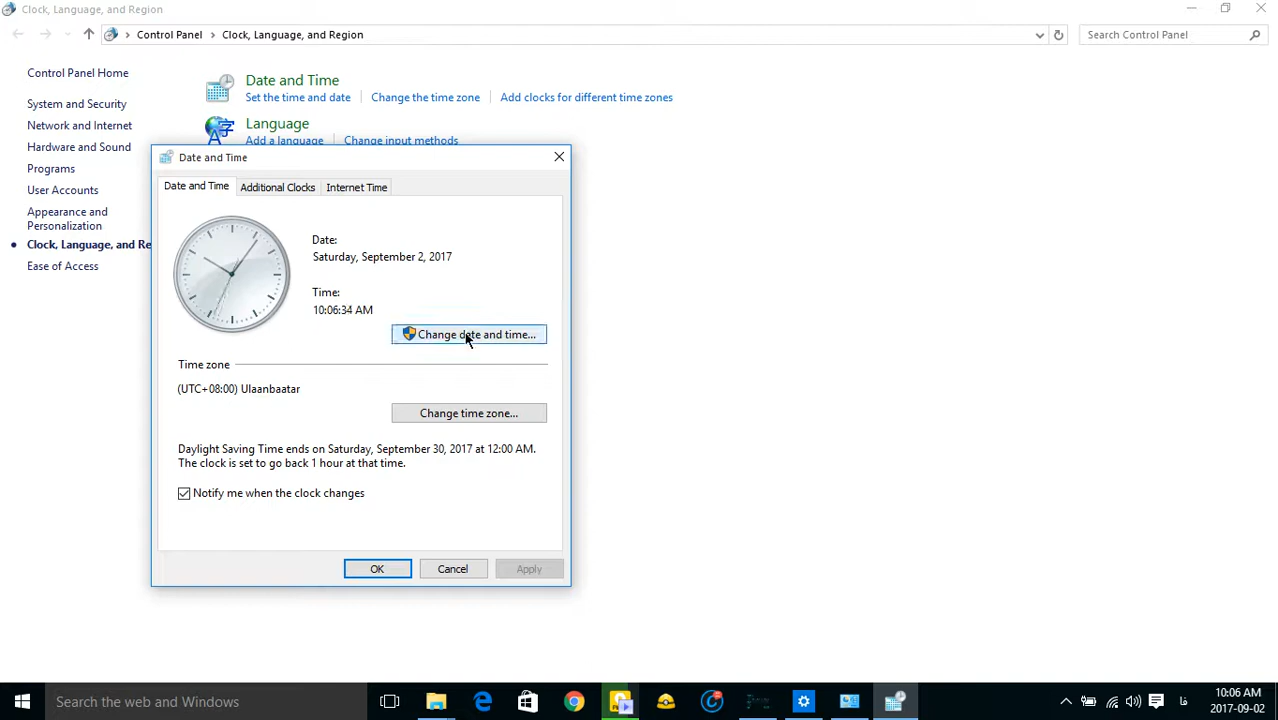 Clock, Language, and Region
Control Panel > Clock, Language, and Region
Search Control Panel
Control Panel Home
System and Security
Network and Internet
Hardware and Sound
Programs
User Accounts
Appearance and
Personalization
Clock, Language, and Re
Ease of Access
Date and Time
Set the time and date
Change the time zone
Add clocks for different time zones
Language
Add a language
Change input methods
Date and Time
Date and Time
Additional Clocks
Internet Time
Date:
Saturday, September 2, 2017
Time:
10:06:34 AM
Change date and time...
Time zone
(UTC+08:00) Ulaanbaatar
Change time zone...
Daylight Saving Time ends on Saturday, September 30, 2017 at 12:00 AM.
The clock is set to go back 1 hour at that time.
Notify me when the clock changes
OK
Cancel
Apply
Search the web and Windows
فا
10:06 AM
2017-09-02